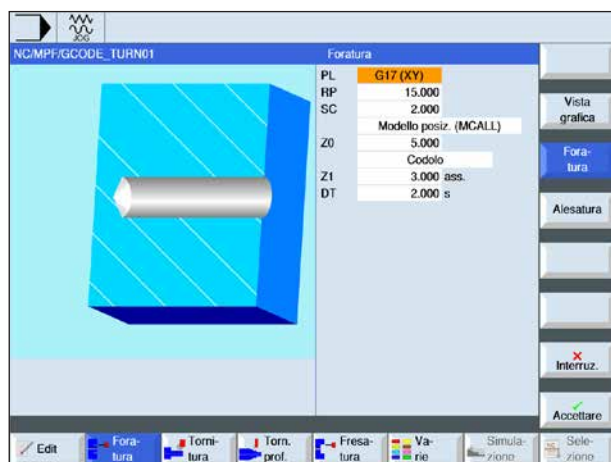 JOG
NC/MPF/GCODE_TURN01
Foratura
PL G17 (XY)
RP 15.000
SC 2.000
Modello posiz. (MCALL)
Z0 5.000
Codolo
Z1 3.000 ass.
DT 2.000 s
Vista
grafica
Fora-
tura
Alesatura
Interruz.
Accettare
Edit
Fora-
tura
Torni-
tura
Torn.
prof.
Fresa-
tura
Va-
rie
Simula-
zione
NC
Sele-
zione